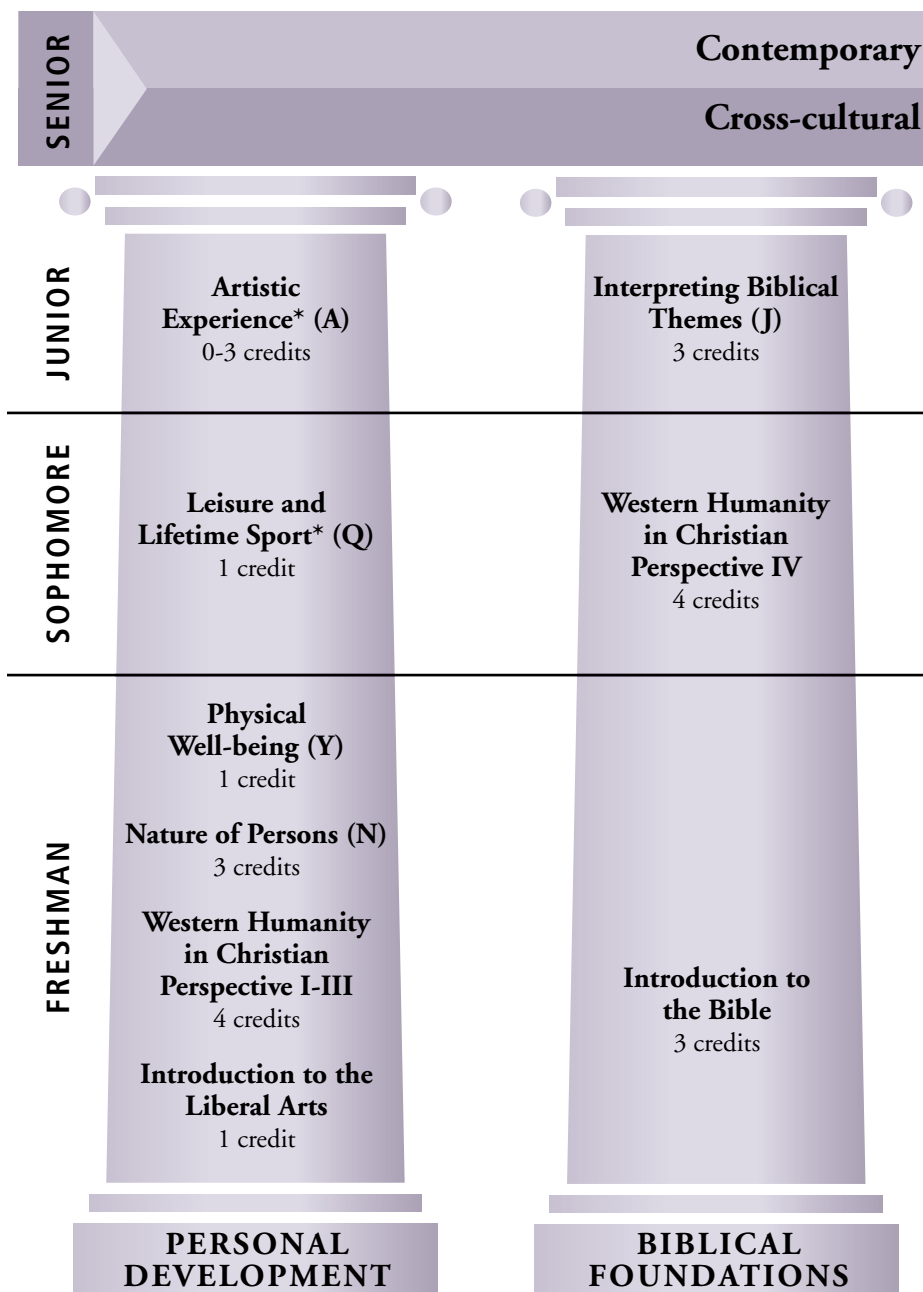 SENIOR
Contemporary
Cross-cultural
JUNIOR
Artistic
Experience* (A)
0-3 credits
Interpreting Biblical
Themes (J)
3 credits
SOPHOMORE
Leisure and
Lifetime Sport* (Q)
1 credit
Western Humanity
in Christian
Perspective IV
4 credits
FRESHMAN
Physical
Well-being (Y)
1 credit
Nature of Persons (N)
3 credits
Western Humanity
in Christian
Perspective I-III
4 credits
Introduction to the
Liberal Arts
1 credit
Introduction to
the Bible
3 credits
PERSONAL
DEVELOPMENT
BIBLICAL
FOUNDATIONS